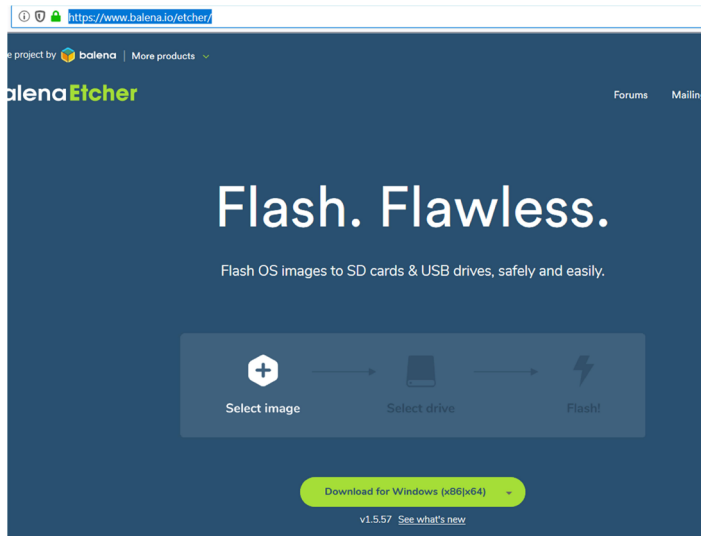 https://www.balena.io/etcher/
e project by balena | More products
alenaEtcher
Forums Mailin
Flash. Flawless.
Flash OS images to SD cards & USB drives, safely and easily.
Select image Select drive Flash!
Download for Windows (x86|x64)
v1.5.57 See what's new